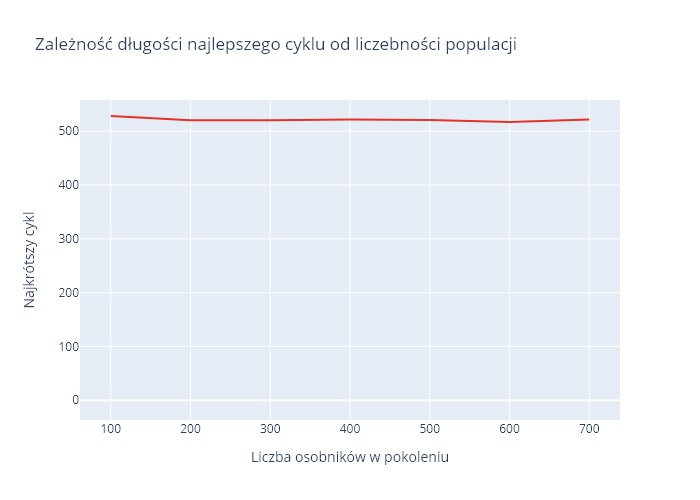 Zależność długości najlepszego cyklu od liczebności populacji
Najkrótszy cykl
500
400
300
200
100
0
100 200 300 400 500 600 700
Liczba osobników w pokoleniu